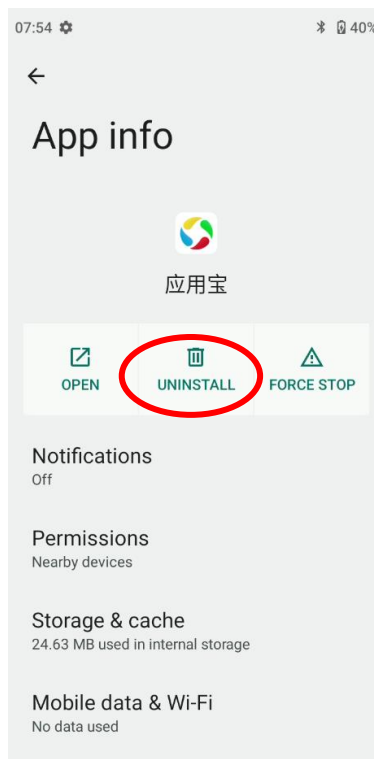 07:54 40%
App info
应用宝
OPEN UNINSTALL FORCE STOP
Notifications
Off
Permissions
Nearby devices
Storage & cache
24.63 MB used in internal storage
Mobile data & Wi-Fi
No data used